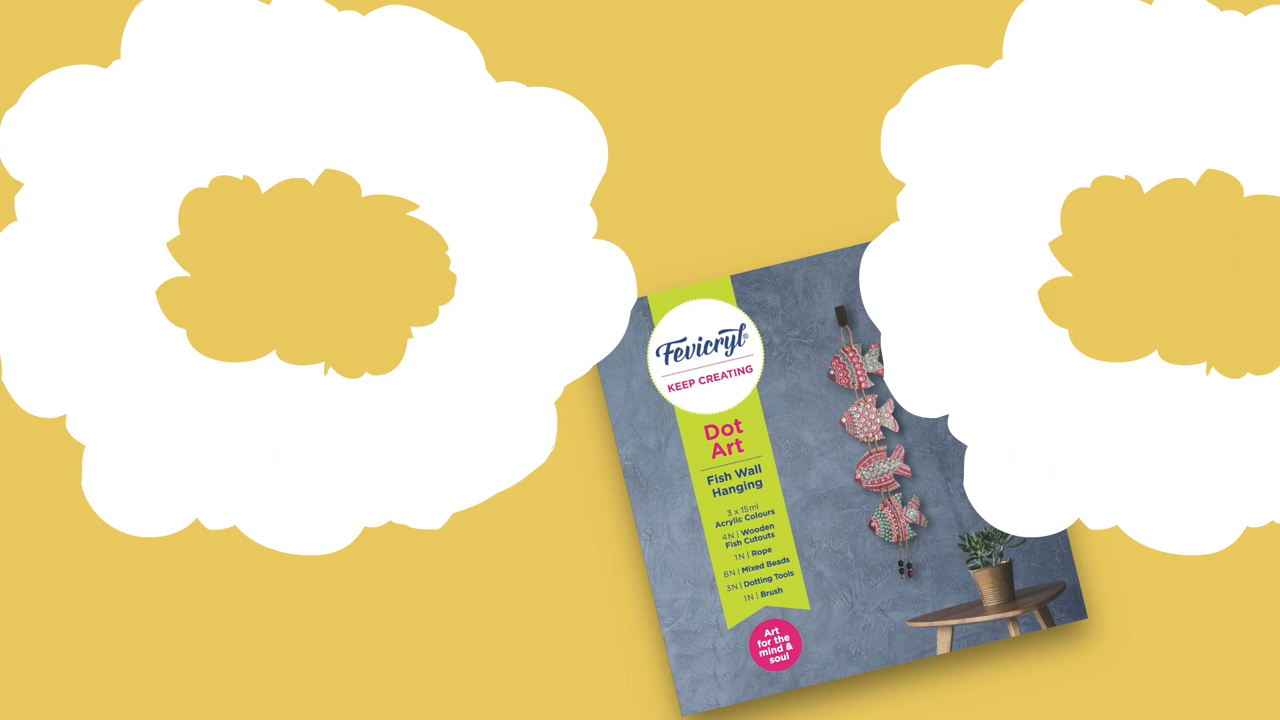 Fevicryl®
KEEP CREATING
Dot
Art
Fish Wall
Hanging
3 x 15ml
Acrylic Colours
4N | Wooden
Fish Cutouts
1N | Rope
8N | Mixed Beads
3N | Dotting Tools
1N | Brush
Art
for the
mind &
soul